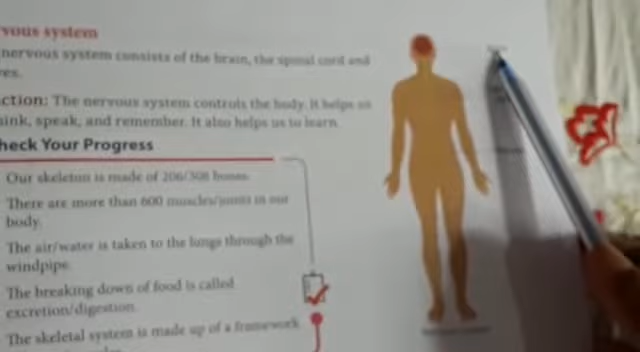 vous system
nervous system consists of the brain, the spinal cord and
es.
ction: The nervous system controls the body. It helps us
ink, speak, and remember. It also helps us to learn.
heck Your Progress
Our skeleton is made of 206/306 bones.
There are more than 600 muscles/joints in our
body.
The air/water is taken to the lungs through the
windpipe.
The breaking down of food is called
excretion/digestion.
The skeletal system is made up of a framework